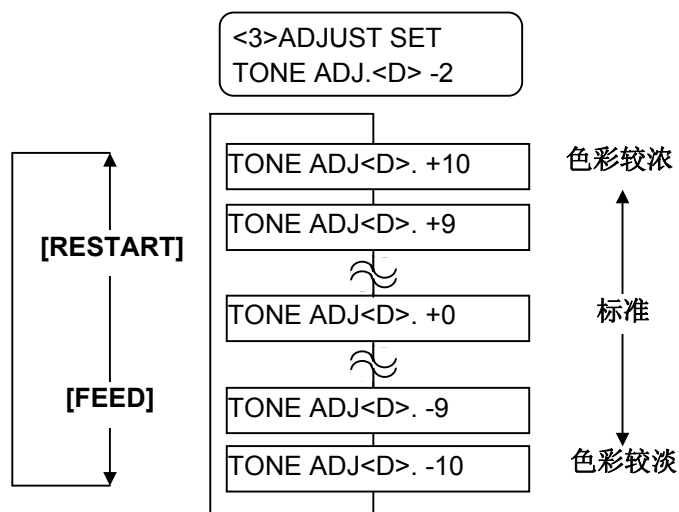 <3>ADJUST SET
TONE ADJ.<D> -2
TONE ADJ<D>. +10
色彩较浓
TONE ADJ<D>. +9
[RESTART]
TONE ADJ<D>. +0
标准
[FEED]
TONE ADJ<D>. -9
TONE ADJ<D>. -10
色彩较淡